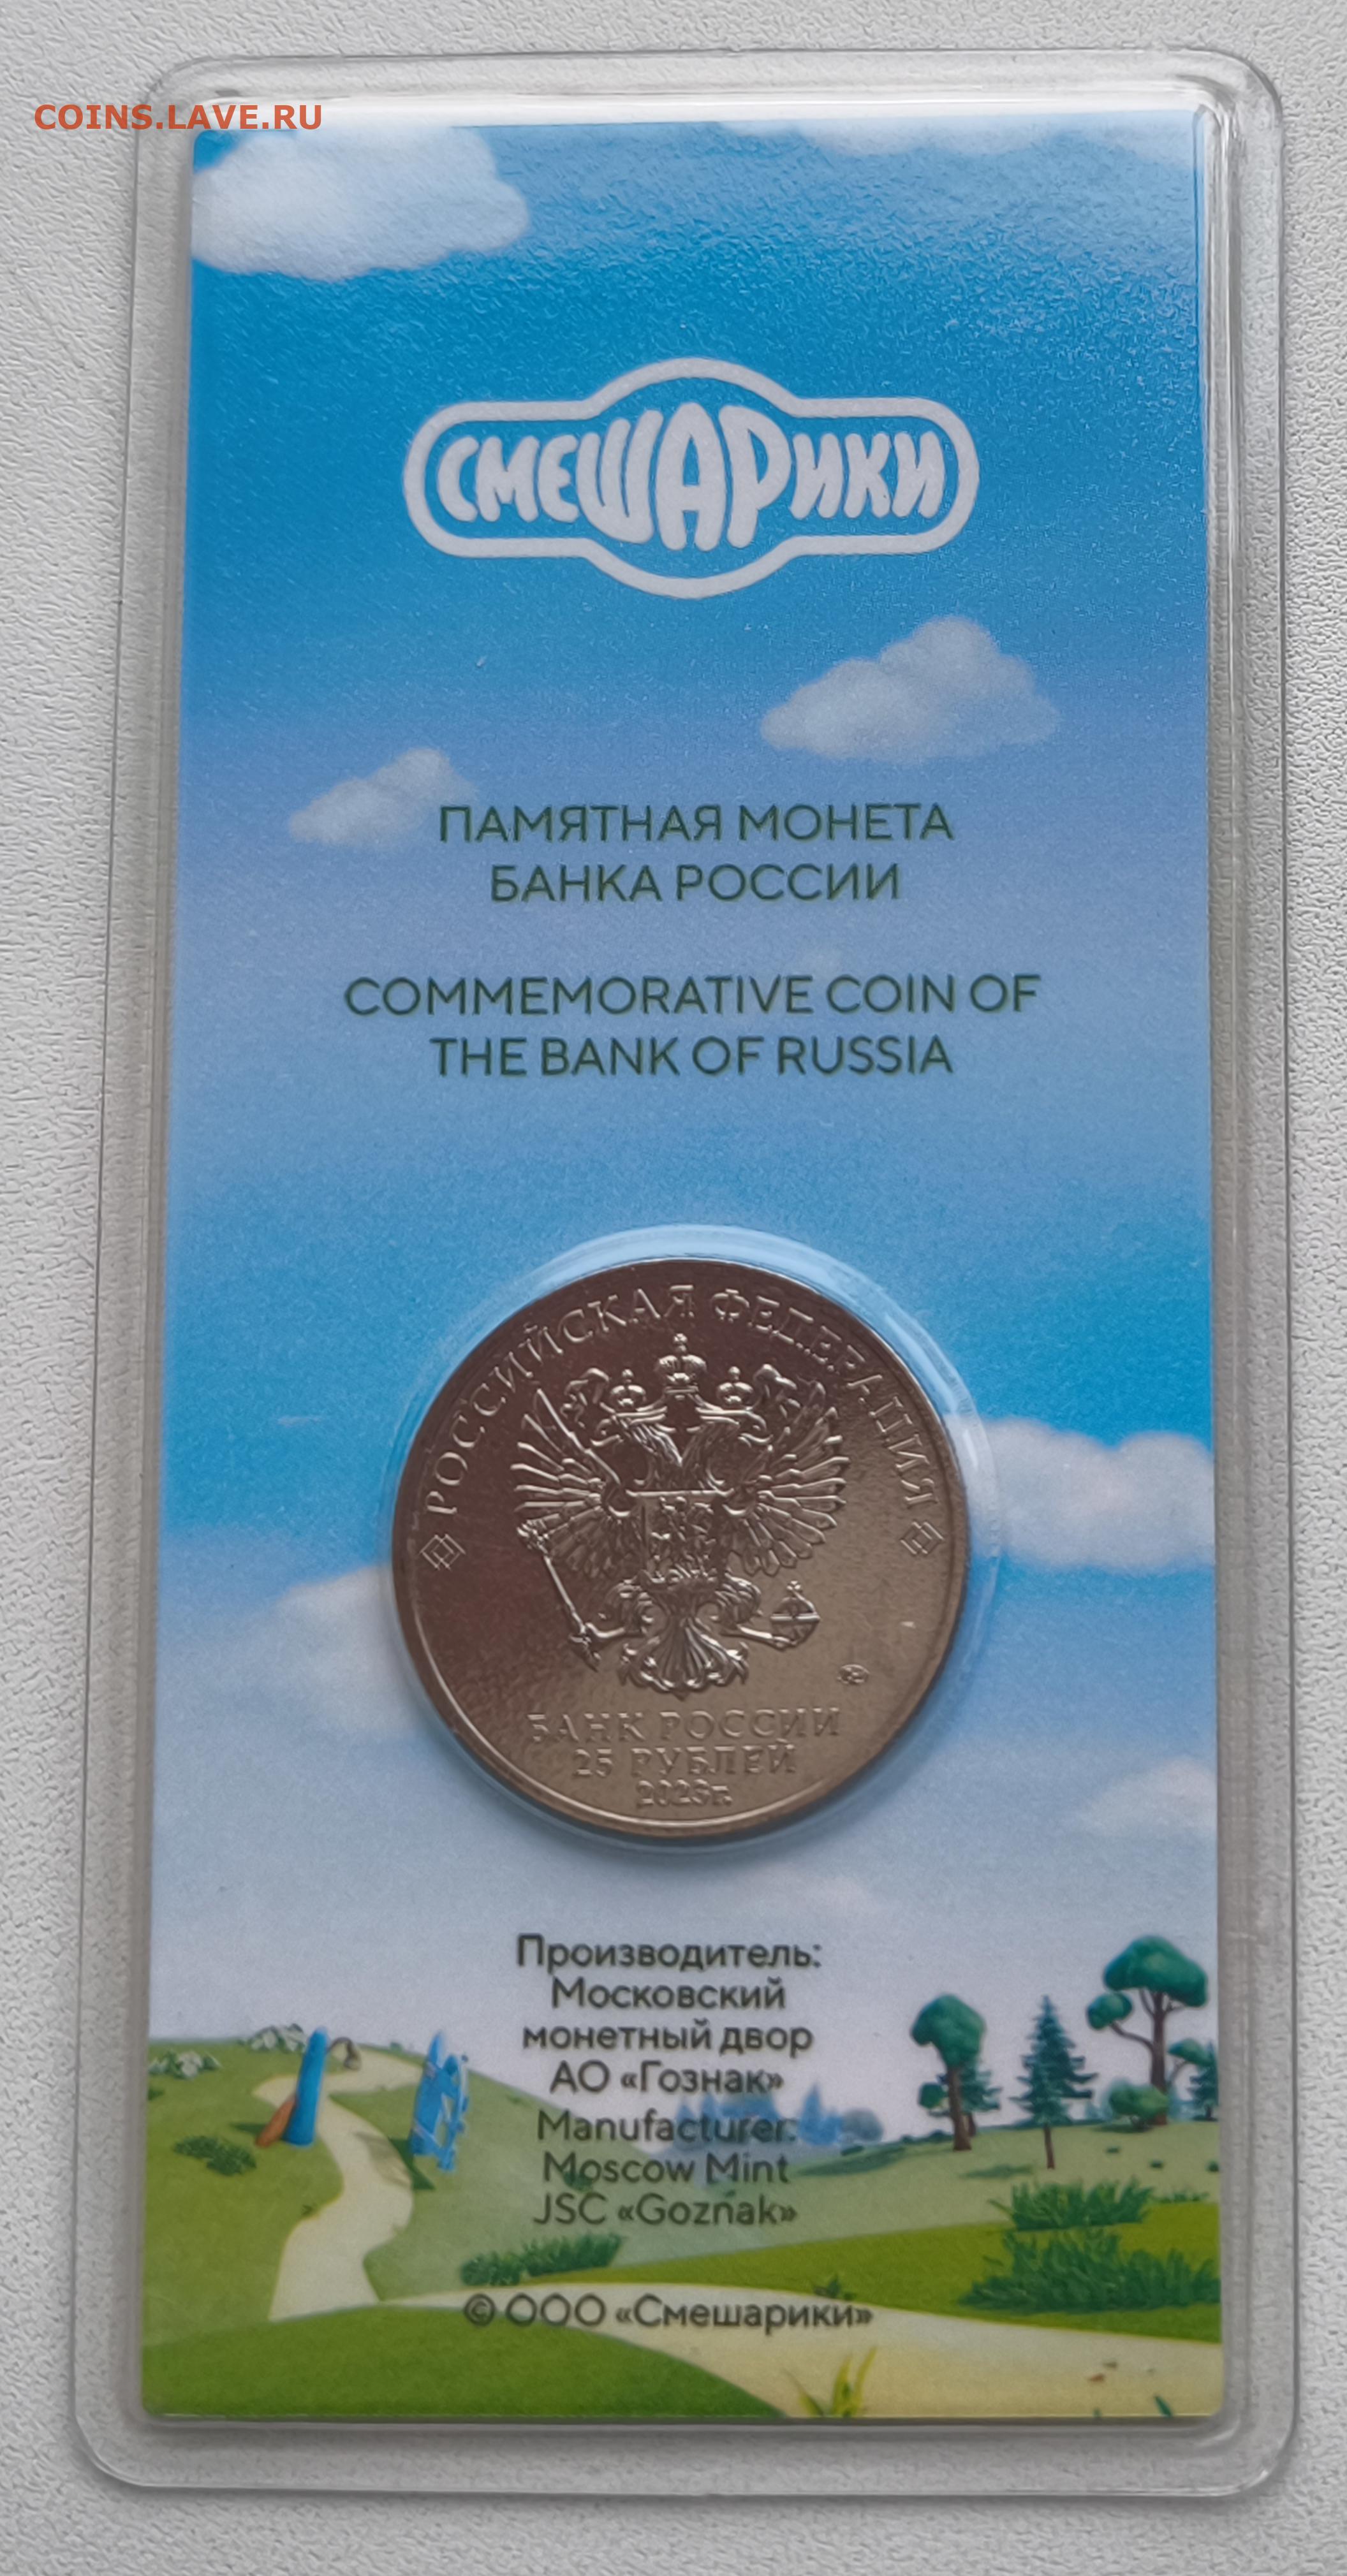 COINS.LAVE.RU
СМЕШАРИКИ
ПАМЯТНАЯ МОНЕТА
БАНКА РОССИИ
COMMEMORATIVE COIN OF
THE BANK OF RUSSIA
РОССИЙСКАЯ ФЕДЕРАЦИЯ
БАНК РОССИИ
25 РУБЛЕЙ
2023г.
Производитель:
Московский
монетный двор
АО «Гознак»
Manufacturer:
Moscow Mint
JSC «Goznak»
© ООО «Смешарики»